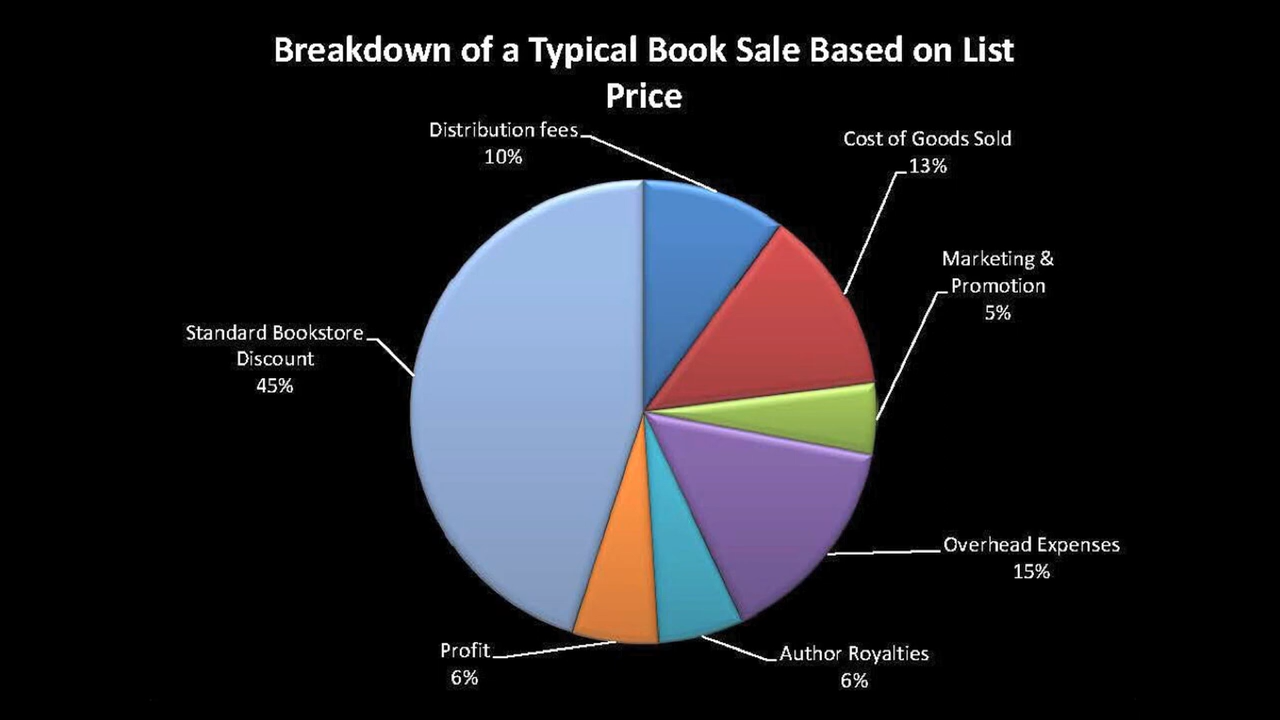 Breakdown of a Typical Book Sale Based on List
Price
Distribution fees
10%
Cost of Goods Sold
13%
Marketing &
Promotion
5%
Standard Bookstore
Discount
45%
Overhead Expenses
15%
Profit
6%
Author Royalties
6%